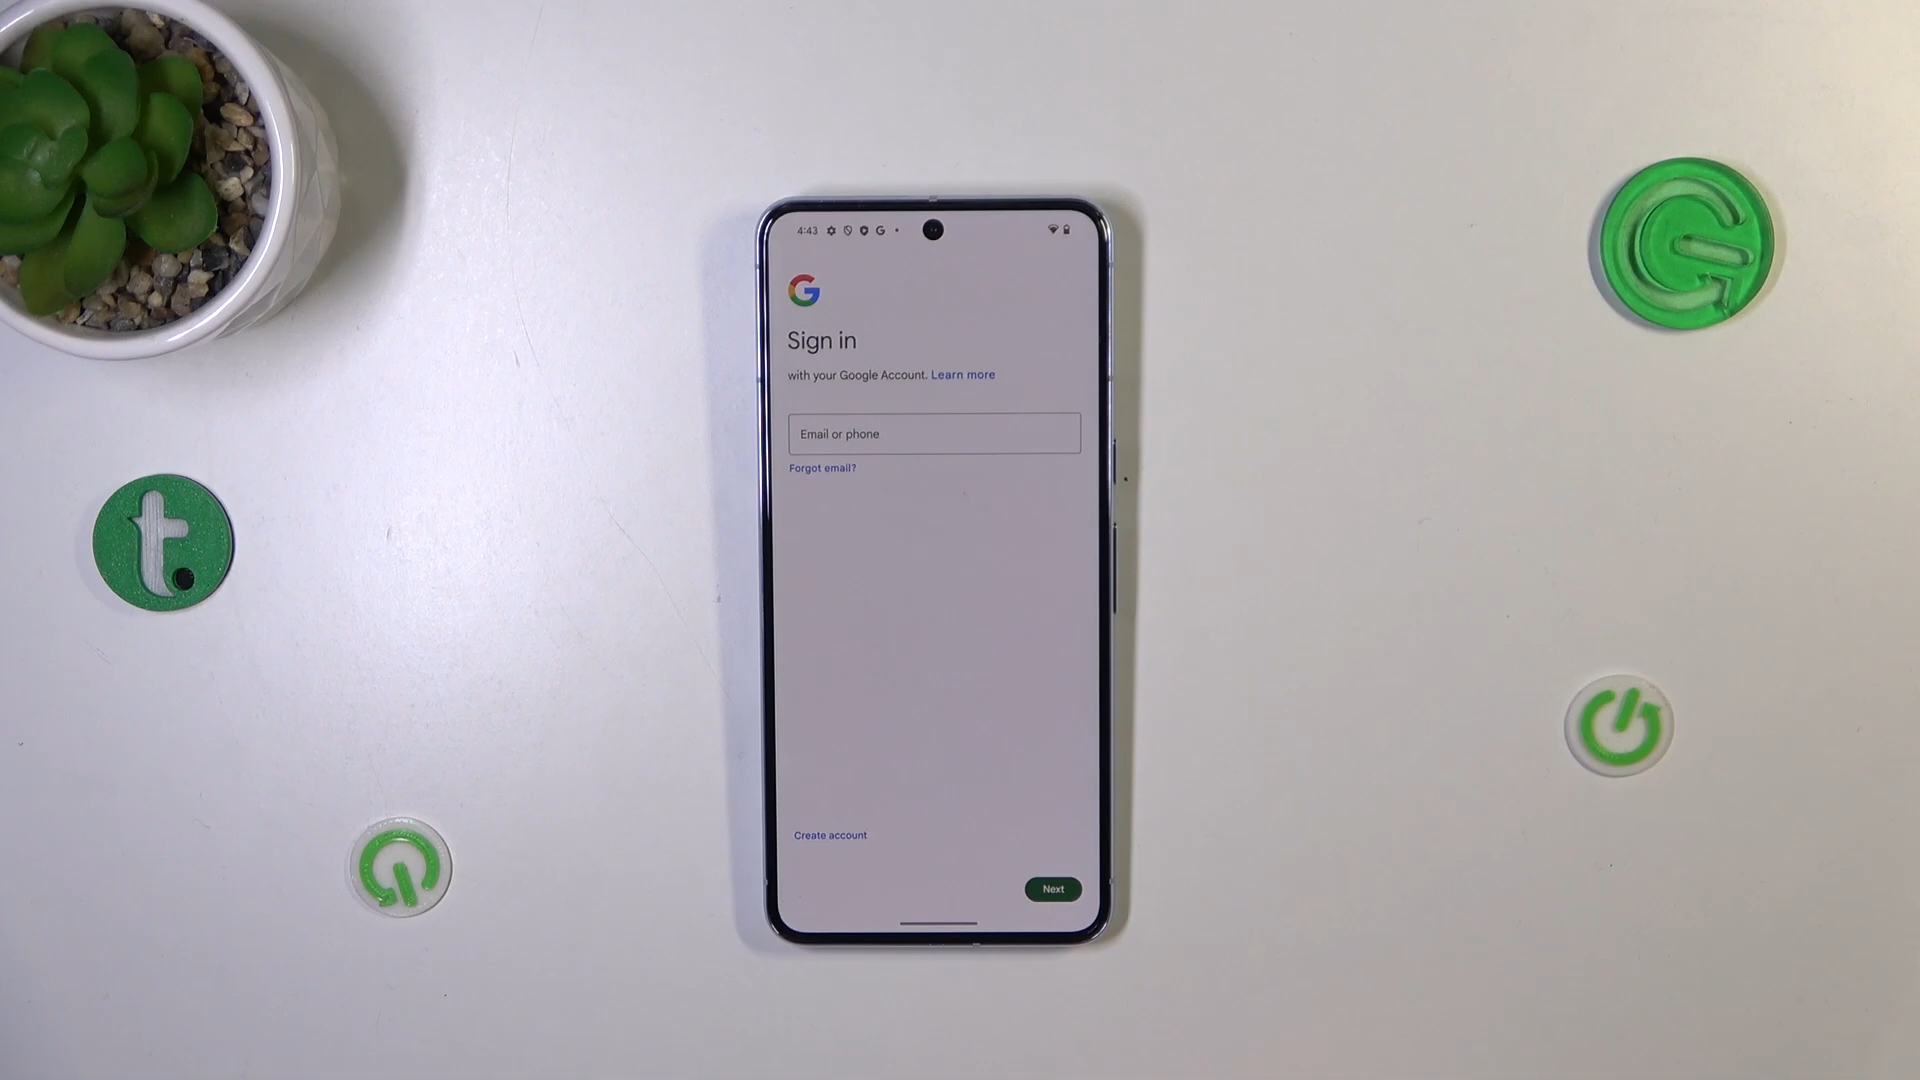 4:43
Sign in
with your Google Account. Learn more
Email or phone
Forgot email?
Create account
Next
t.